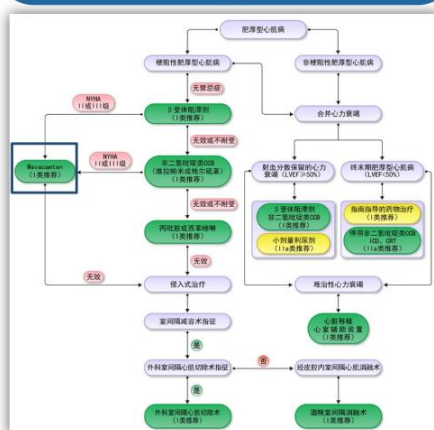 肥厚型心肌病
梗阻性肥厚型心肌病
非梗阻性肥厚型心肌病
无禁忌症
NYHA
II或III级
β受体阻滞剂
(I类推荐)
合并心力衰竭
无效或不耐受
Mavacamten
(I类推荐)
NYHA
II或III级
非二氢吡啶类CCB
(维拉帕米或地尔硫䓬)
(I类推荐)
射血分数保留的心力
衰竭 (LVEF≥50%)
终末期肥厚型心肌病
(LVEF<50%)
无效或不耐受
β受体阻滞剂
非二氢吡啶类CCB
(I类推荐)
小剂量利尿剂
(IIa类推荐)
指南指导的药物治疗
(I类推荐)
停用非二氢吡啶类CCB
ICD、CRT
(IIa类推荐)
丙吡胺或西苯唑啉
(I类推荐)
无效
无效
侵入式治疗
难治性心力衰竭
室间隔减容术指征
心脏移植
心室辅助装置
(I类推荐)
是
外科室间隔心肌切除术指征
否
经皮腔内室间隔心肌消融术
是
外科室间隔心肌切除术
(I类推荐)
酒精室间隔消融术
(I类推荐)